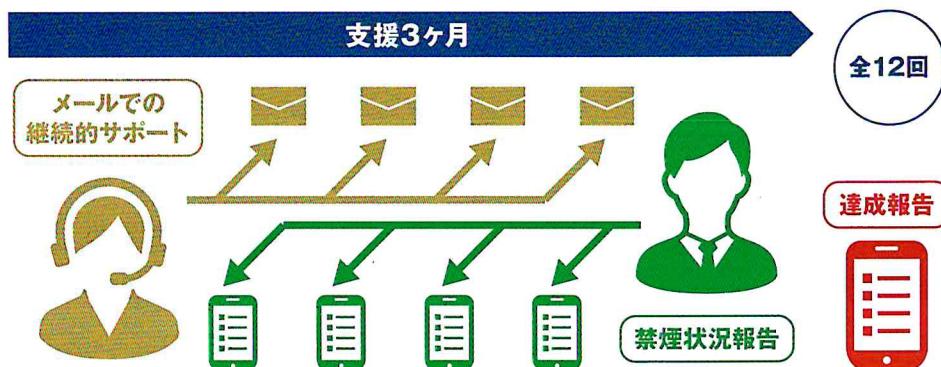 支援3ヶ月
全12回
メールでの
継続的サポート
達成報告
禁煙状況報告